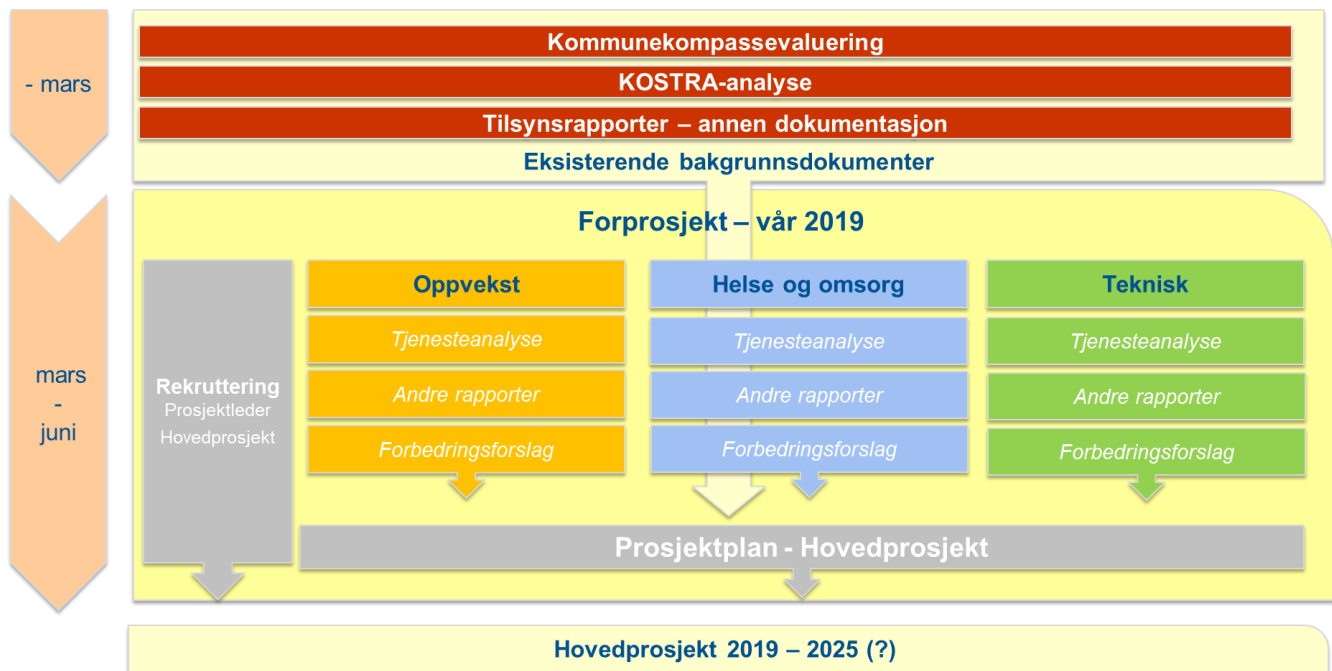 - mars
Kommunekompassevaluering
KOSTRA-analyse
Tilsynsrapporter – annen dokumentasjon
Eksisterende bakgrunnsdokumenter
mars
-
juni
Forprosjekt – vår 2019
Rekruttering
Prosjektleder
Hovedprosjekt
Oppvekst
Tjenesteanalyse
Andre rapporter
Forbedringsforslag
Helse og omsorg
Tjenesteanalyse
Andre rapporter
Forbedringsforslag
Teknisk
Tjenesteanalyse
Andre rapporter
Forbedringsforslag
Prosjektplan - Hovedprosjekt
Hovedprosjekt 2019 – 2025 (?)